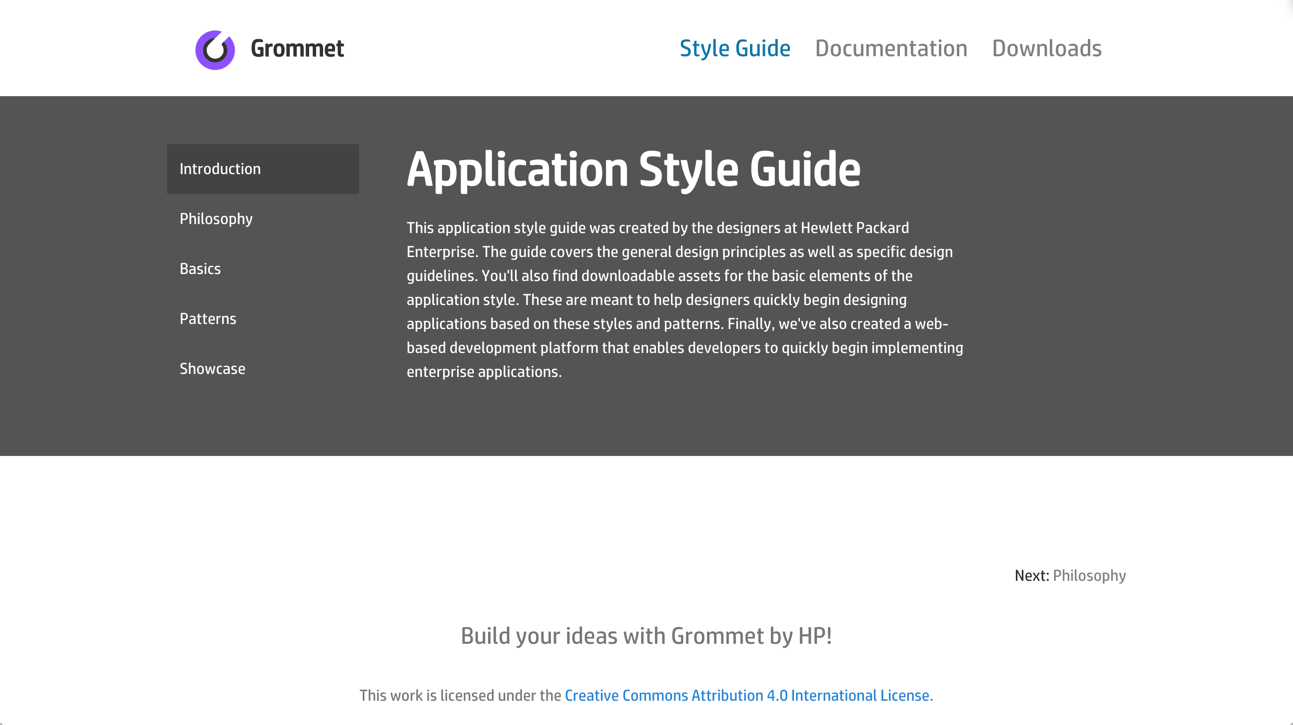 Grommet
Style Guide Documentation Downloads
Introduction
Philosophy
Basics
Patterns
Showcase
Application Style Guide
This application style guide was created by the designers at Hewlett Packard
Enterprise. The guide covers the general design principles as well as specific design
guidelines. You'll also find downloadable assets for the basic elements of the
application style. These are meant to help designers quickly begin designing
applications based on these styles and patterns. Finally, we've also created a web-
based development platform that enables developers to quickly begin implementing
enterprise applications.
Next: Philosophy
Build your ideas with Grommet by HP!
This work is licensed under the Creative Commons Attribution 4.0 International License.